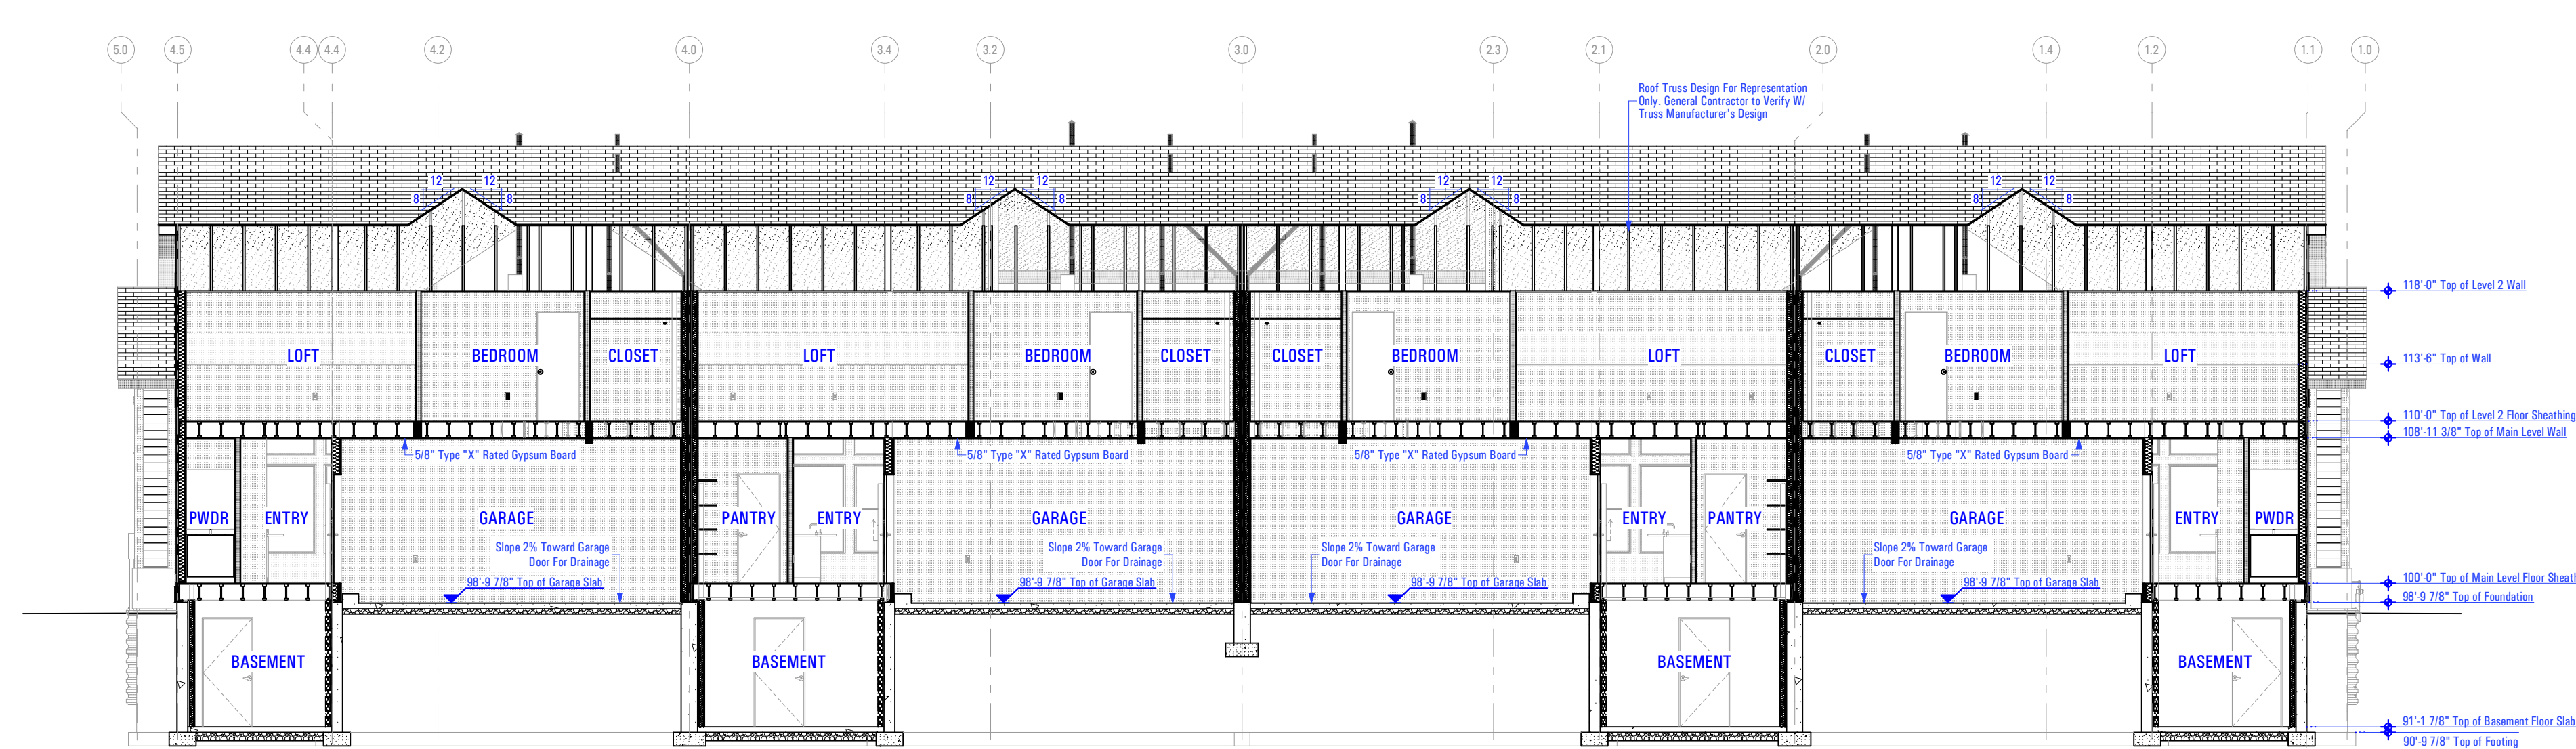 5.0 4.5 4.4 4.4 4.2 4.0 3.4 3.2 3.0 2.3 2.1 2.0 1.4 1.2 1.1 1.0
Roof Truss Design For Representation
Only. General Contractor to Verify W/
Truss Manufacturer's Design
12 12 12 12 12 12 12 12
8 8 8 8 8 8 8 8
118'-0" Top of Level 2 Wall
LOFT BEDROOM CLOSET LOFT BEDROOM CLOSET CLOSET BEDROOM LOFT CLOSET BEDROOM LOFT
113'-6" Top of Wall
110'-0" Top of Level 2 Floor Sheathing
108'-11 3/8" Top of Main Level Wall
5/8" Type "X" Rated Gypsum Board 5/8" Type "X" Rated Gypsum Board 5/8" Type "X" Rated Gypsum Board 5/8" Type "X" Rated Gypsum Board
PWDR ENTRY GARAGE PANTRY ENTRY GARAGE GARAGE ENTRY PANTRY GARAGE ENTRY PWDR
Slope 2% Toward Garage Slope 2% Toward Garage Slope 2% Toward Garage Slope 2% Toward Garage
Door For Drainage Door For Drainage Door For Drainage Door For Drainage
98'-9 7/8" Top of Garage Slab 98'-9 7/8" Top of Garage Slab 98'-9 7/8" Top of Garage Slab 98'-9 7/8" Top of Garage Slab
100'-0" Top of Main Level Floor Sheat
98'-9 7/8" Top of Foundation
BASEMENT BASEMENT BASEMENT BASEMENT
91'-1 7/8" Top of Basement Floor Slab
90'-9 7/8" Top of Footing